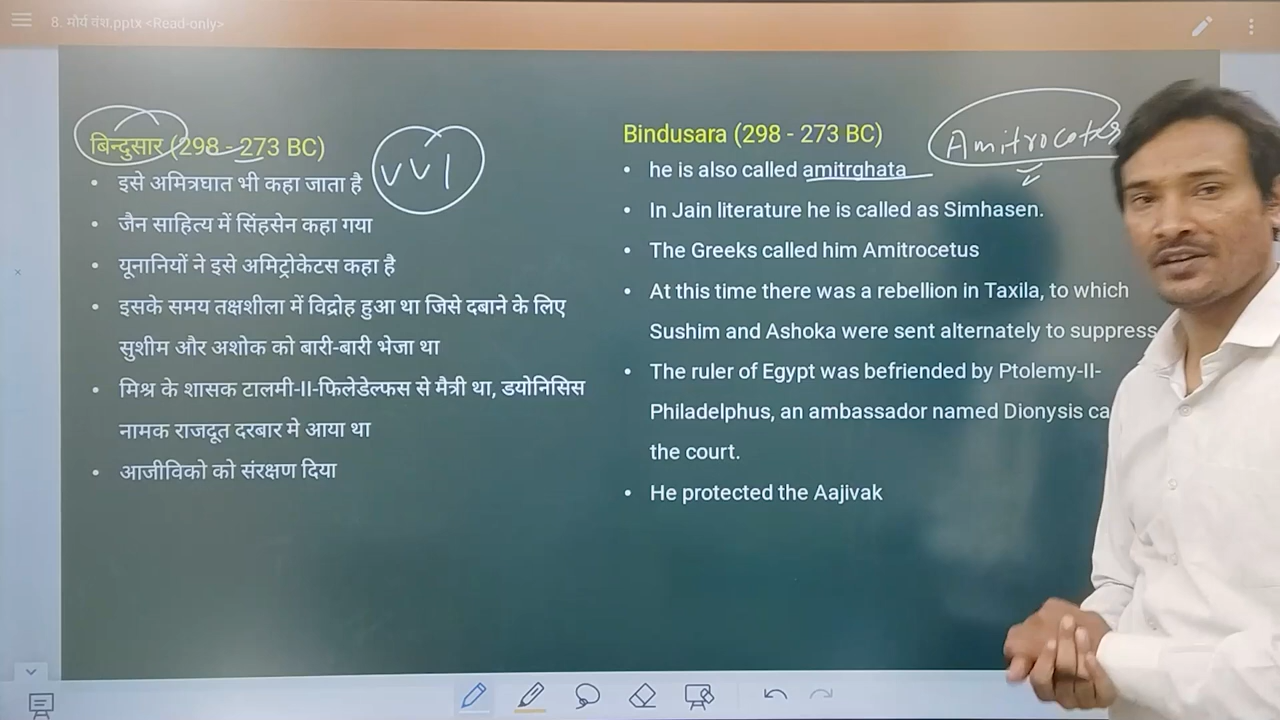 8. मौर्य वंश.pptx <Read-only>
बिन्दुसार (298 - 273 BC)
VVI
• इसे अमित्रघात भी कहा जाता है
• जैन साहित्य में सिंहसेन कहा गया
• यूनानियों ने इसे अमिट्रोकेटस कहा है
• इसके समय तक्षशीला में विद्रोह हुआ था जिसे दबाने के लिए
सुशीम और अशोक को बारी-बारी भेजा था
• मिश्र के शासक टालमी-II-फिलेडेल्फस से मैत्री था, डयोनिसिस
नामक राजदूत दरबार मे आया था
• आजीविको को संरक्षण दिया
Bindusara (298 - 273 BC)
Amitrocates
• he is also called amitrghata
• In Jain literature he is called as Simhasen.
• The Greeks called him Amitrocetus
• At this time there was a rebellion in Taxila, to which
Sushim and Ashoka were sent alternately to suppress
• The ruler of Egypt was befriended by Ptolemy-II-
Philadelphus, an ambassador named Dionysis ca
the court.
• He protected the Aajivak